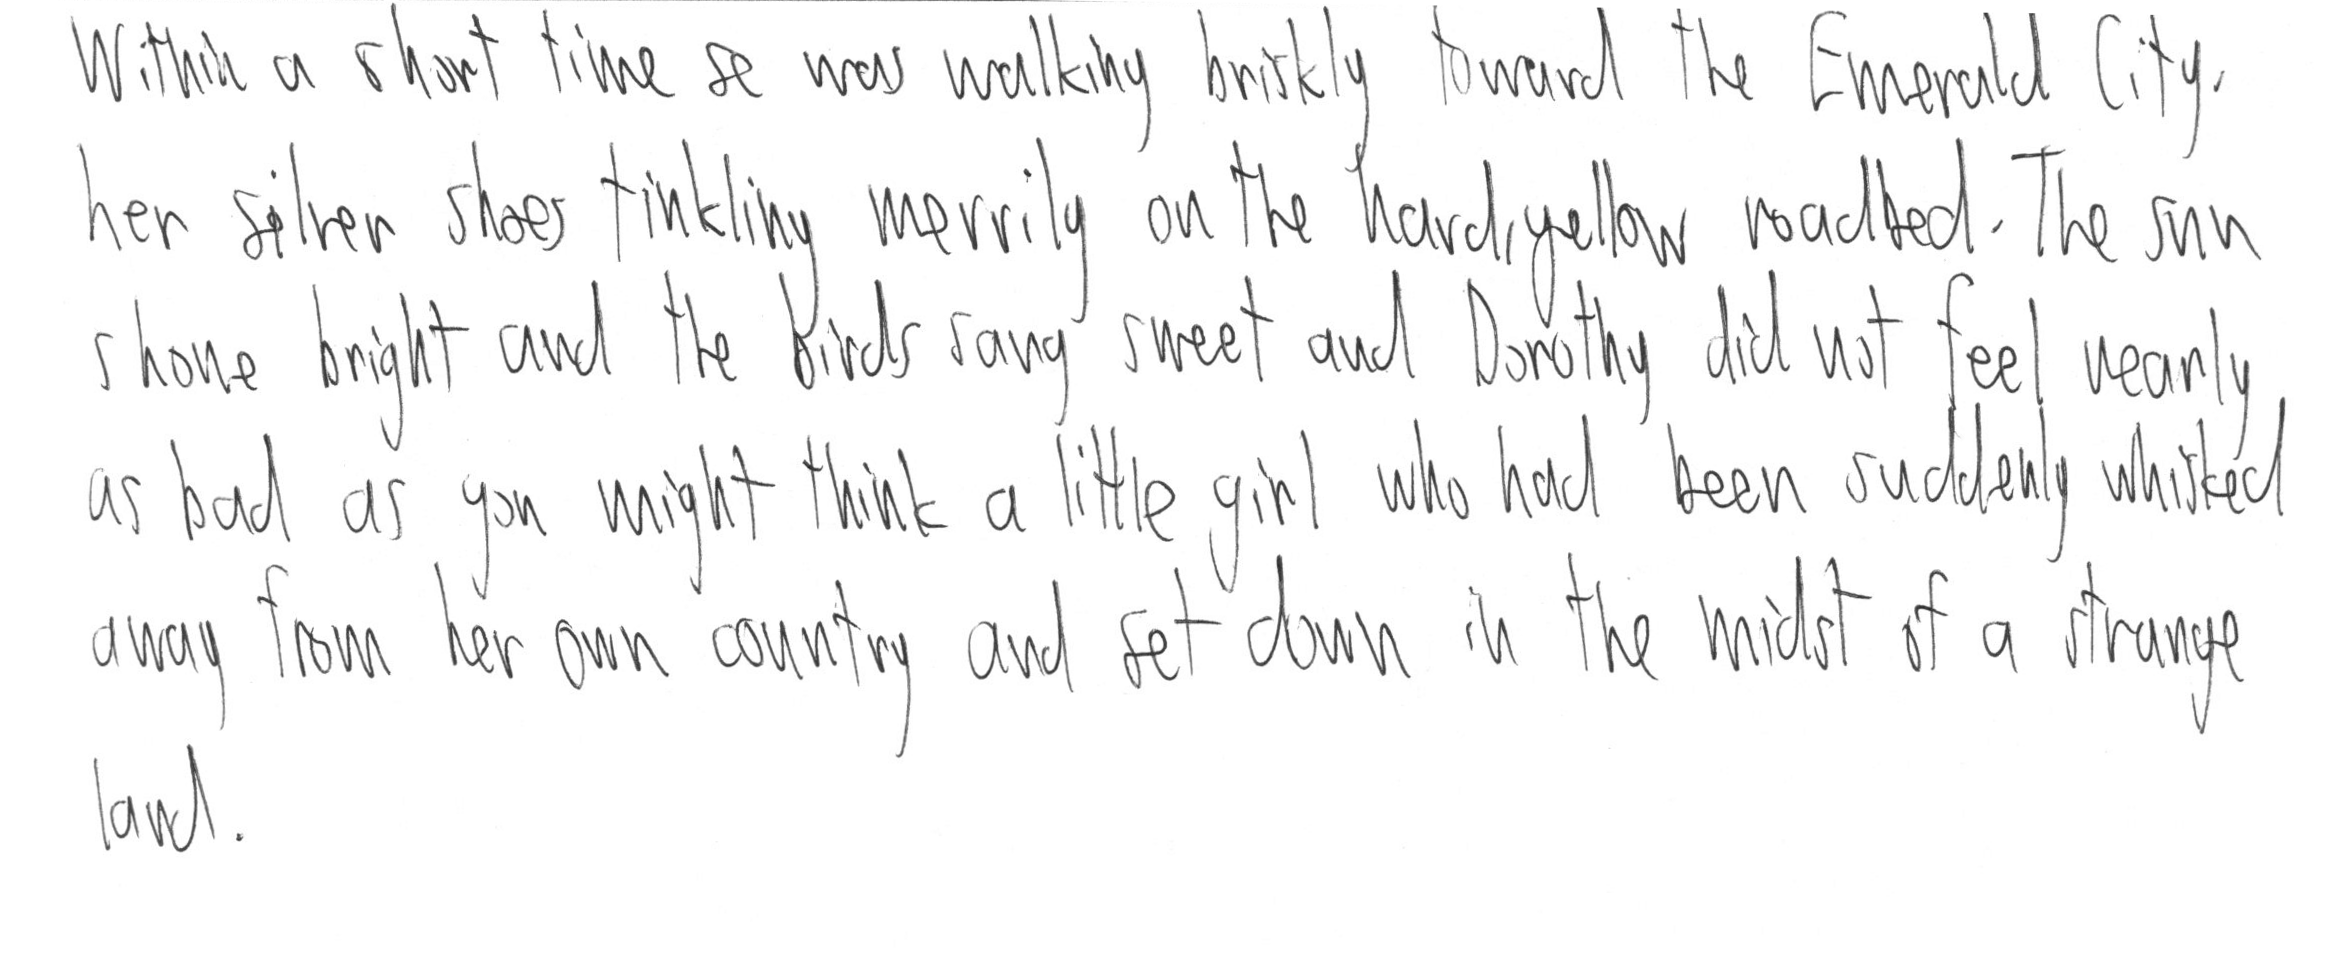 Within a short time se was walking briskly toward the Emerald City,
her silver shoes tinkling merrily on the hard, yellow roadbed. The sun
shone bright and the birds sang sweet and Dorothy did not feel nearly
as bad as you might think a little girl who had been suddenly whisked
away from her own country and set down in the midst of a strange
land.